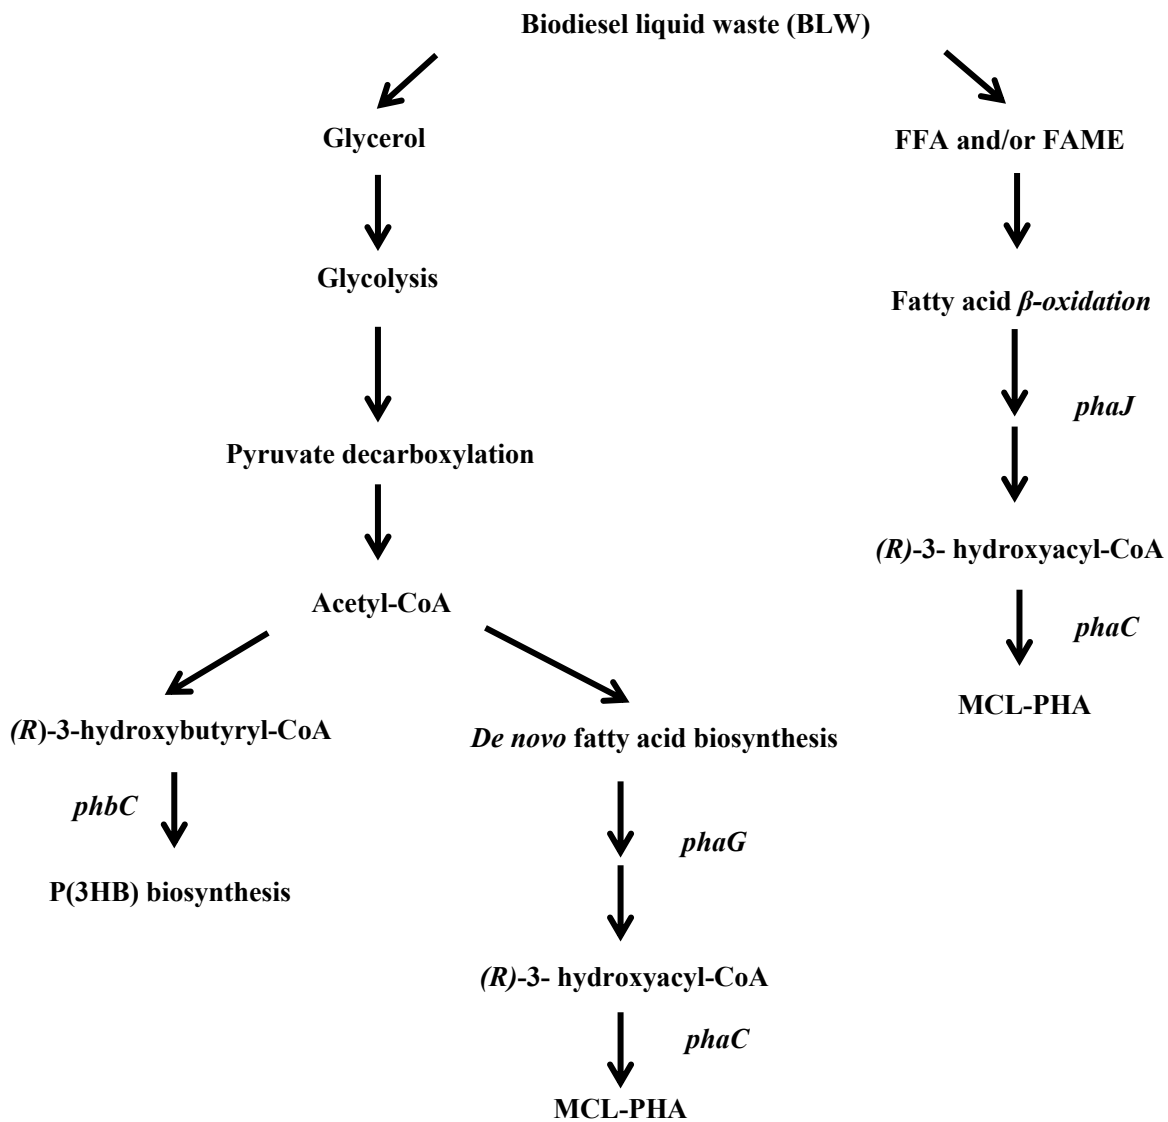 Biodiesel liquid waste (BLW)
Glycerol
FFA and/or FAME
Glycolysis
Fatty acid β-oxidation
phaJ
Pyruvate decarboxylation
(R)-3- hydroxyacyl-CoA
Acetyl-CoA
phaC
MCL-PHA
(R)-3-hydroxybutyryl-CoA
De novo fatty acid biosynthesis
phbC
phaG
P(3HB) biosynthesis
(R)-3- hydroxyacyl-CoA
phaC
MCL-PHA